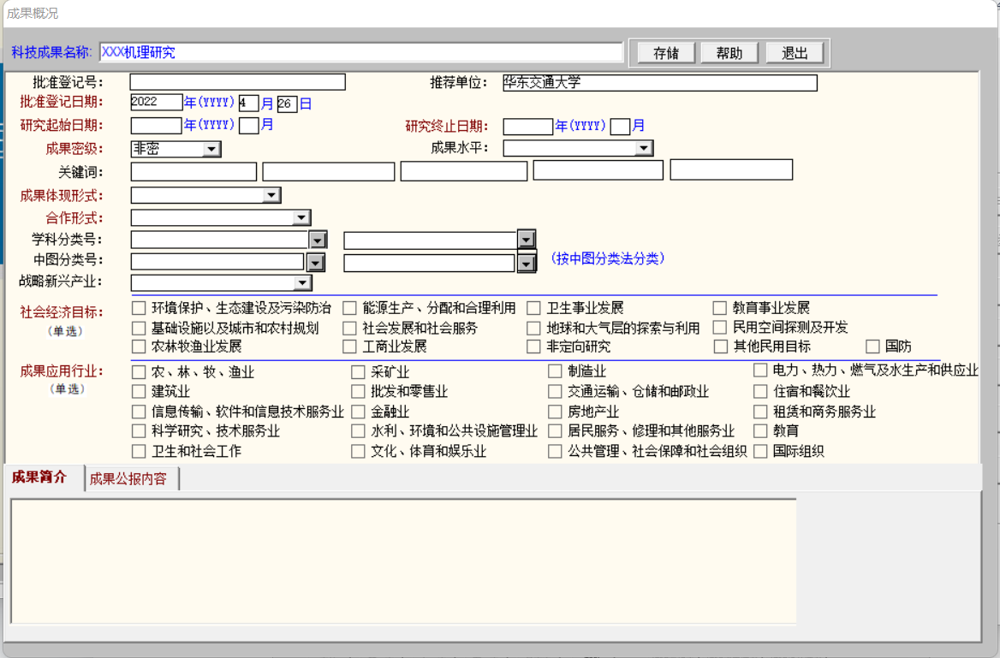 成果概况
科技成果名称: XXX机理研究 存储 帮助 退出
批准登记号: 推荐单位: 华东交通大学
批准登记日期: 2022 年(YYYY) 4 月 26 日
研究起始日期: 年(YYYY) 月 研究终止日期: 年(YYYY) 月
成果密级: 非密 成果水平:
关键词:
成果体现形式:
合作形式:
学科分类号:
中图分类号: (按中图分类法分类)
战略新兴产业:
社会经济目标: 环境保护、生态建设及污染防治 能源生产、分配和合理利用 卫生事业发展 教育事业发展
(单选) 基础设施以及城市和农村规划 社会发展和社会服务 地球和大气层的探索与利用 民用空间探测及开发
农林牧渔业发展 工商业发展 非定向研究 其他民用目标 国防
成果应用行业: 农、林、牧、渔业 采矿业 制造业 电力、热力、燃气及水生产和供应业
(单选) 建筑业 批发和零售业 交通运输、仓储和邮政业 住宿和餐饮业
信息传输、软件和信息技术服务业 金融业 房地产业 租赁和商务服务业
科学研究、技术服务业 水利、环境和公共设施管理业 居民服务、修理和其他服务业 教育
卫生和社会工作 文化、体育和娱乐业 公共管理、社会保障和社会组织 国际组织
成果简介 成果公报内容